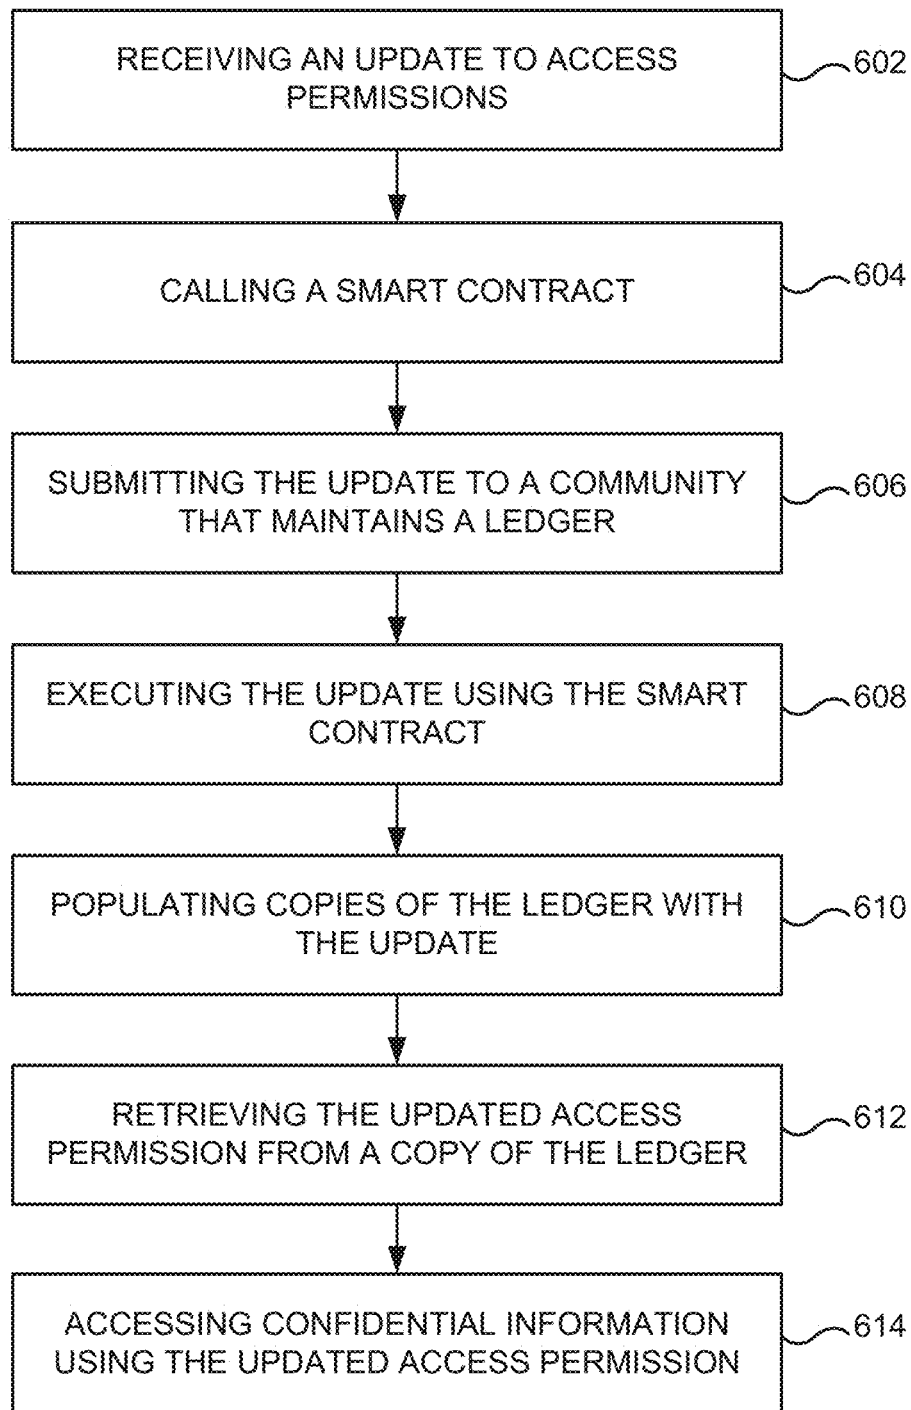 RECEIVING AN UPDATE TO ACCESS
PERMISSIONS
602
CALLING A SMART CONTRACT
604
SUBMITTING THE UPDATE TO A COMMUNITY
THAT MAINTAINS A LEDGER
606
EXECUTING THE UPDATE USING THE SMART
CONTRACT
608
POPULATING COPIES OF THE LEDGER WITH
THE UPDATE
610
RETRIEVING THE UPDATED ACCESS
PERMISSION FROM A COPY OF THE LEDGER
612
ACCESSING CONFIDENTIAL INFORMATION
USING THE UPDATED ACCESS PERMISSION
614